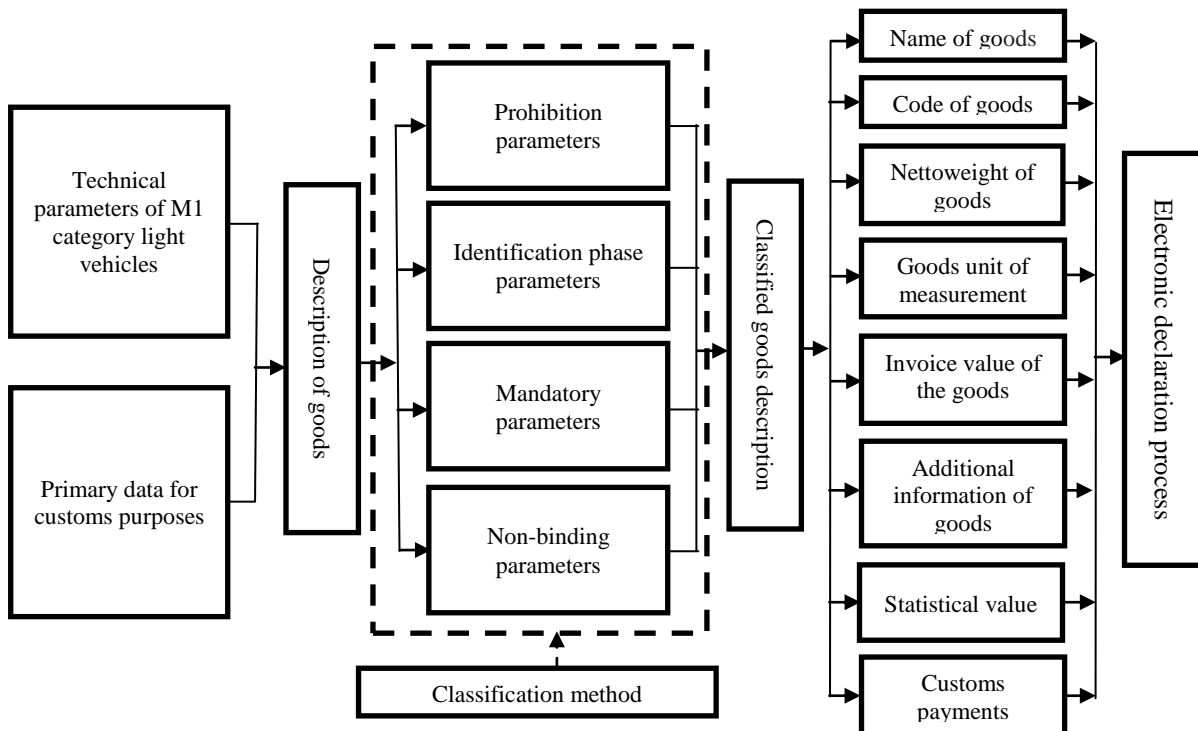 Technical
parameters of M1
category light
vehicles
Primary data for
customs purposes
Description of
goods
Prohibition
parameters
Identification phase
parameters
Mandatory
parameters
Non-binding
parameters
Classification method
Classified goods description
Name of goods
Code of goods
Nettoweight of
goods
Goods unit of
measurement
Invoice value of
the goods
Additional
information of
goods
Statistical value
Customs
payments
Electronic declaration
process